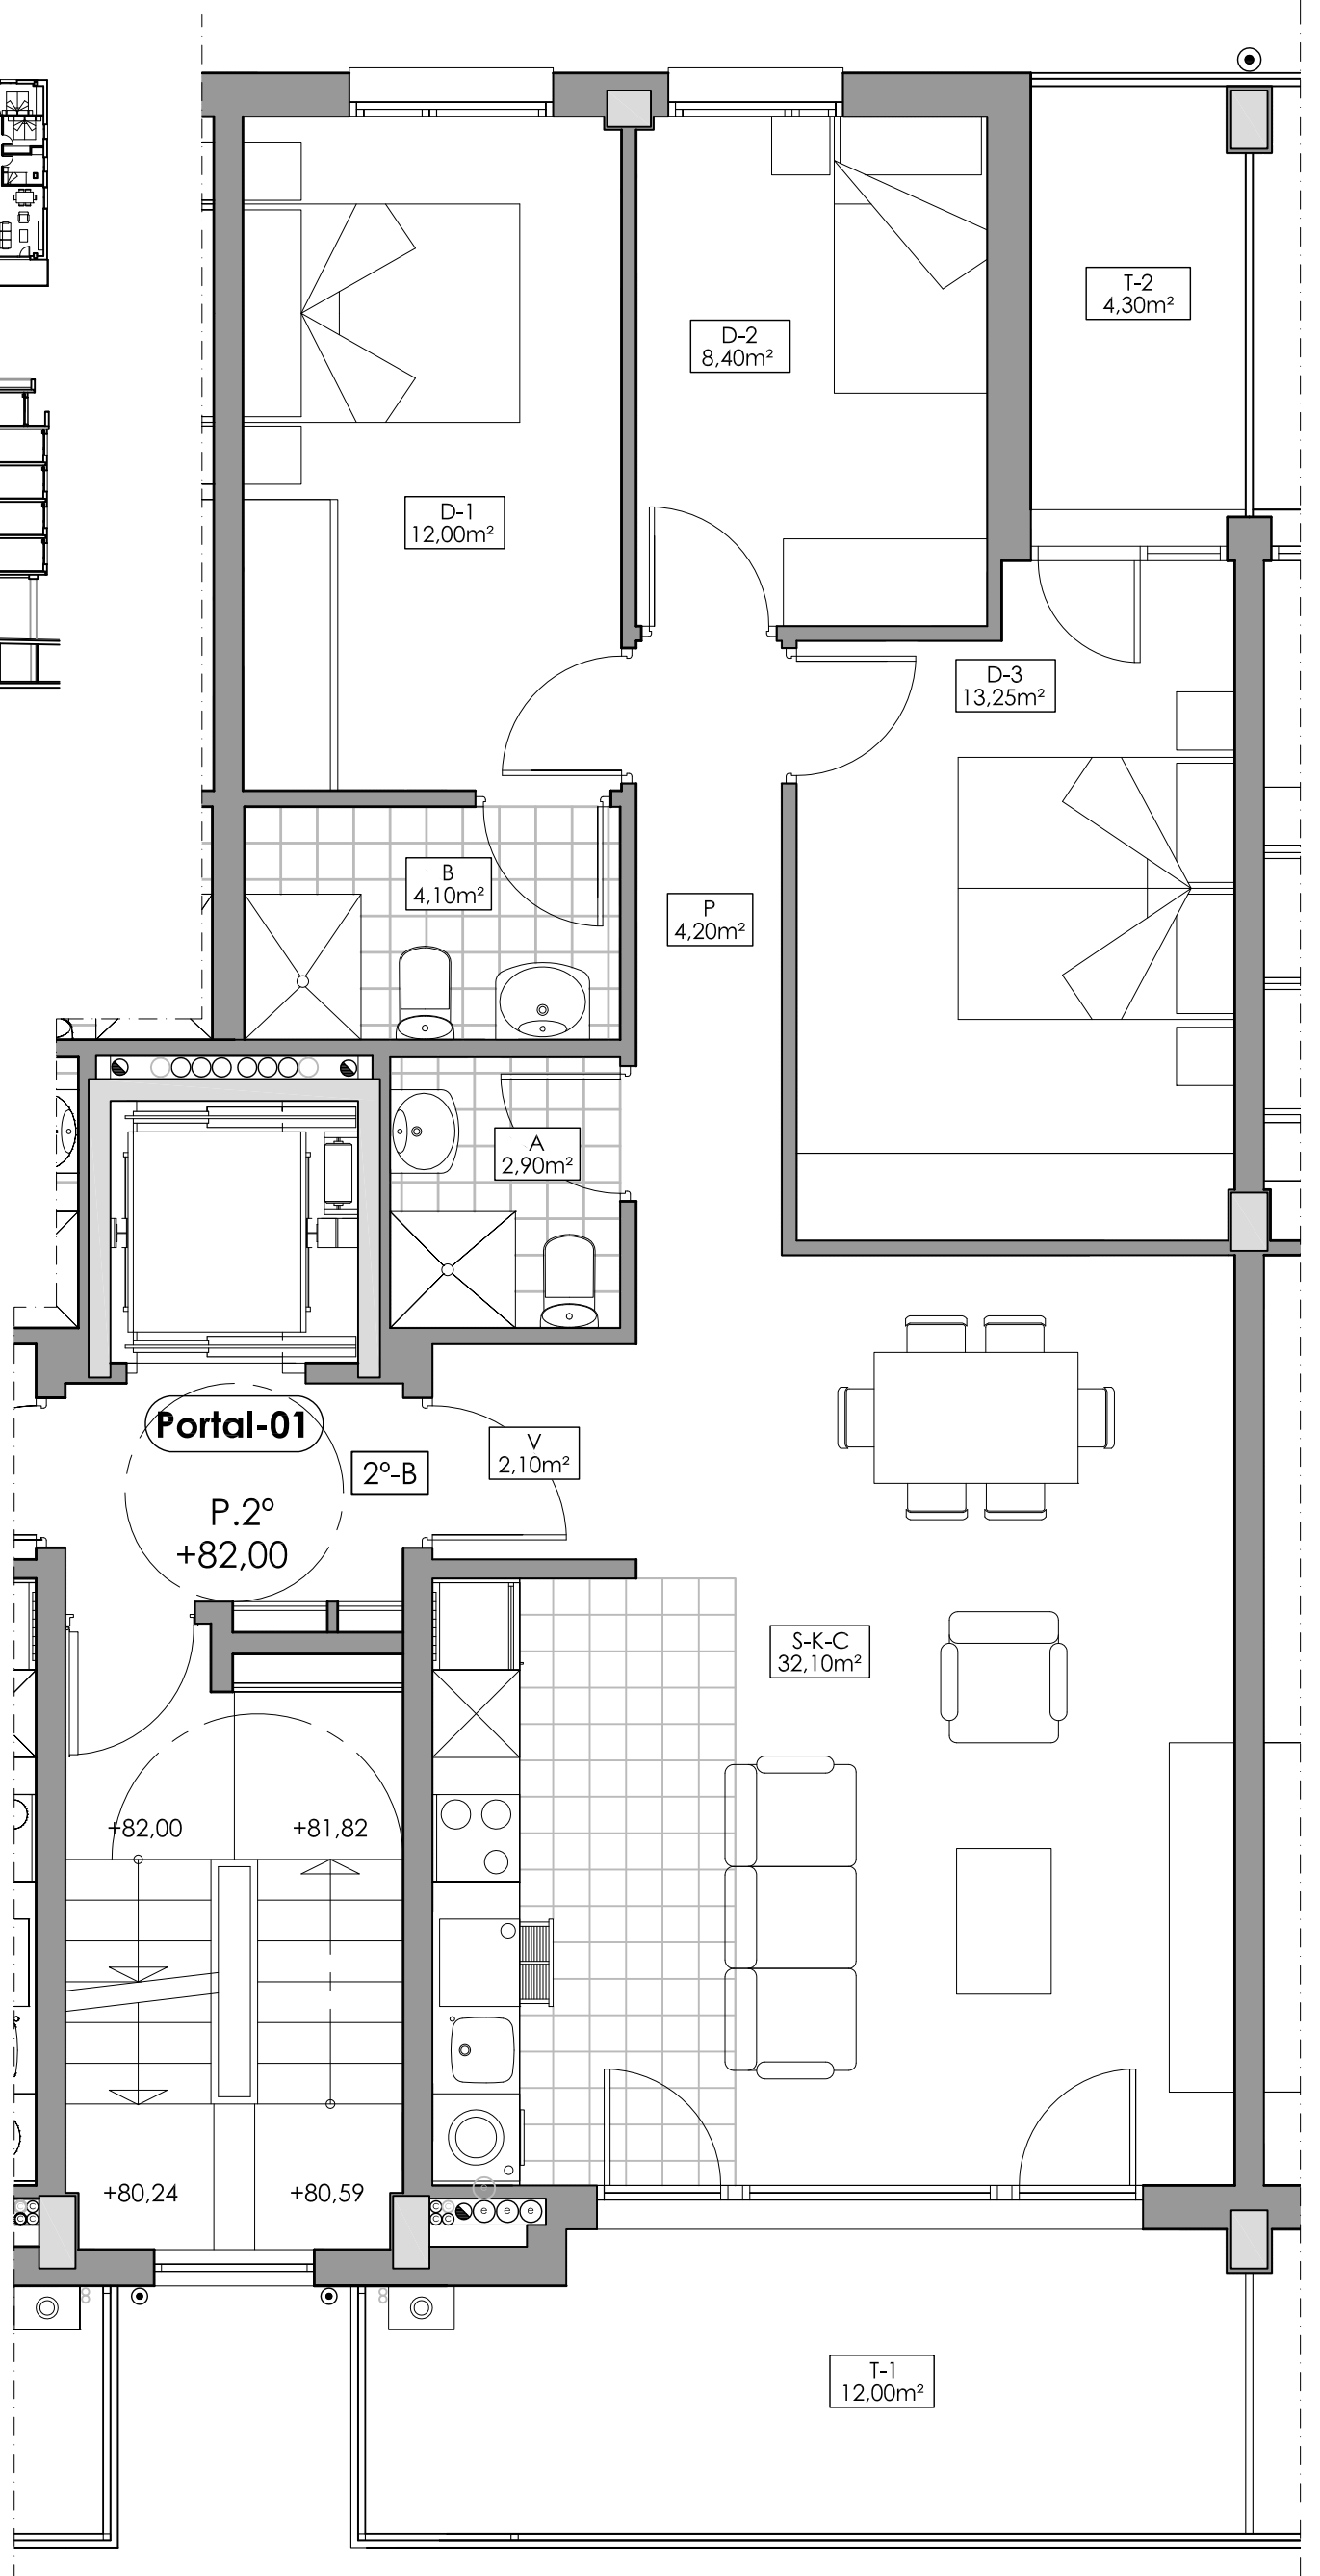 T-2
4,30m²
D-2
8,40m²
D-1
12,00m²
D-3
13,25m²
B
4,10m²
P
4,20m²
A
2,90m²
Portal-01
V
2,10m²
2º-B
P.2º
+82,00
S-K-C
32,10m²
+82,00
+81,82
+80,24
+80,59
T-1
12,00m²